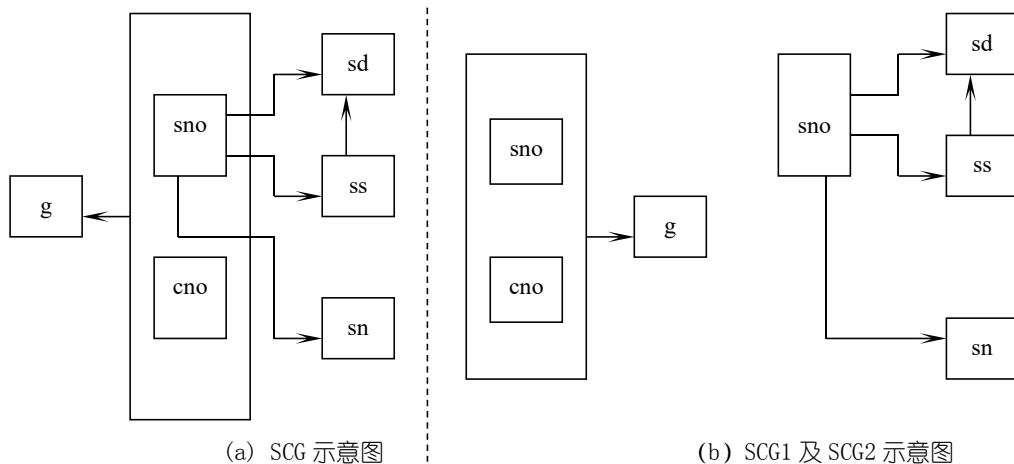 sd
sno
ss
g
cno
sn
(a) SCG 示意图
sd
sno
sno
ss
g
cno
sn
(b) SCG1 及 SCG2 示意图